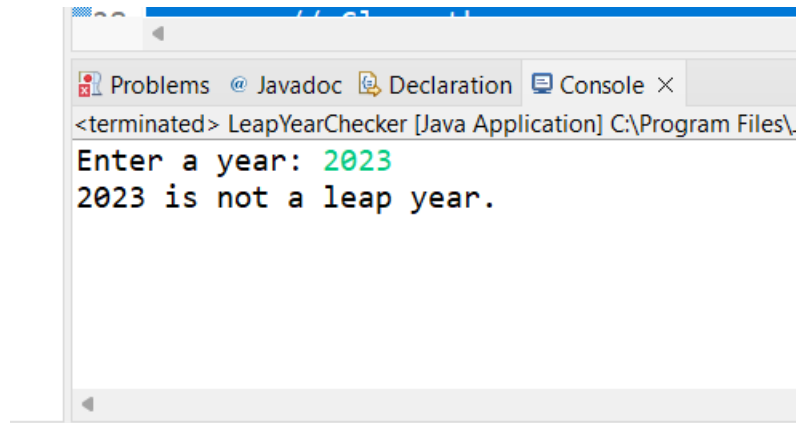 Problems @ Javadoc Declaration Console
<terminated> LeapYearChecker [Java Application] C:\Program Files\
Enter a year: 2023
2023 is not a leap year.